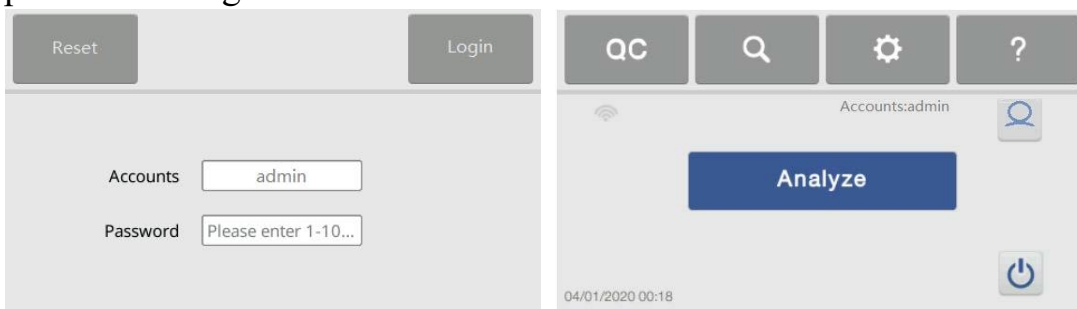 Reset
Login
Accounts
admin
Password
Please enter 1-10...
QC
?
Accounts:admin
Analyze
04/01/2020 00:18